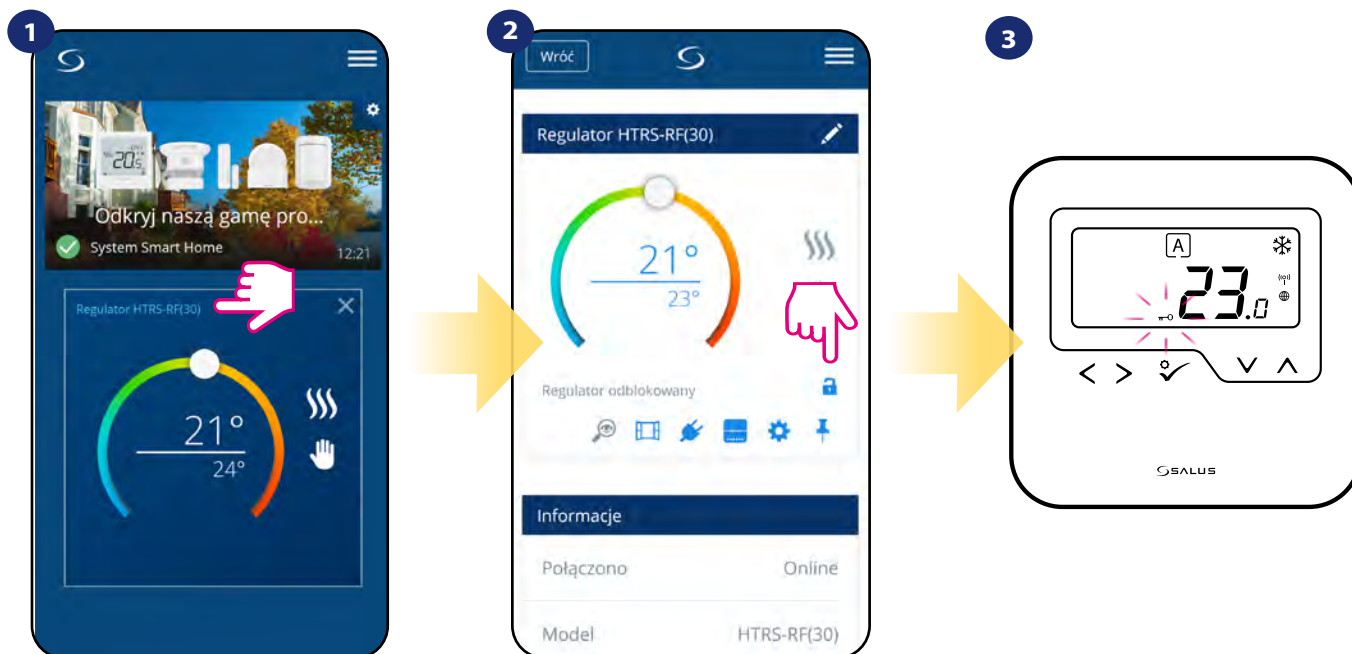 1
Odkryj naszą gamę pro...
System Smart Home
12:21
Regulator HTRS-RF(30)
21°
24°
2
Wróć
Regulator HTRS-RF(30)
21°
23°
Regulator odblokowany
Informacje
Połączono Online
Model HTRS-RF(30)
3
A
23.0
SALUS